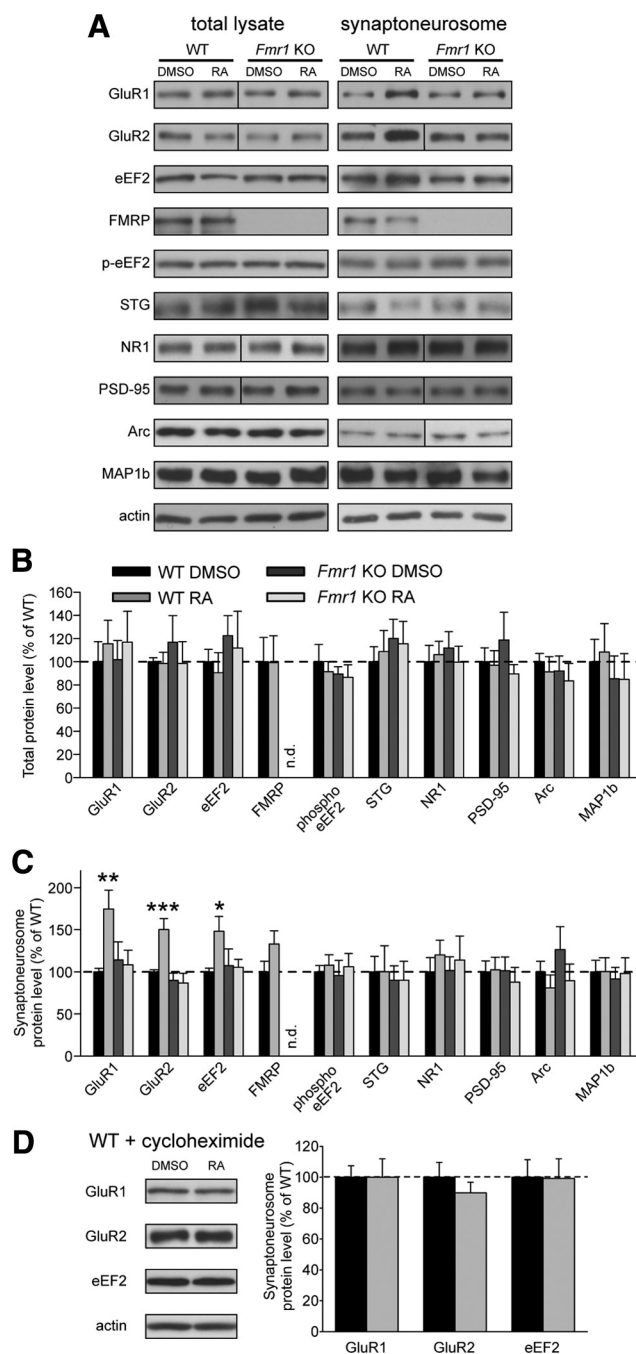 A
total lysate synaptoneurosome
WT Fmr1 KO WT Fmr1 KO
DMSO RA DMSO RA DMSO RA DMSO RA
GluR1
GluR2
eEF2
FMRP
p-eEF2
STG
NR1
PSD-95
Arc
MAP1b
actin
B
WT DMSO Fmr1 KO DMSO
WT RA Fmr1 KO RA
Total protein level (% of WT)
160
140
120
100
80
60
40
20
0
n.d.
GluR1 GluR2 eEF2 FMRP phospho eEF2 STG NR1 PSD-95 Arc MAP1b
C
Synaptoneurosome
protein level (% of WT)
200
150
100
50
0
** *** *
n.d.
GluR1 GluR2 eEF2 FMRP phospho eEF2 STG NR1 PSD-95 Arc MAP1b
D
WT + cycloheximide
DMSO RA
GluR1
GluR2
eEF2
actin
Synaptoneurosome
protein level (% of WT)
120
100
80
60
40
20
0
GluR1 GluR2 eEF2